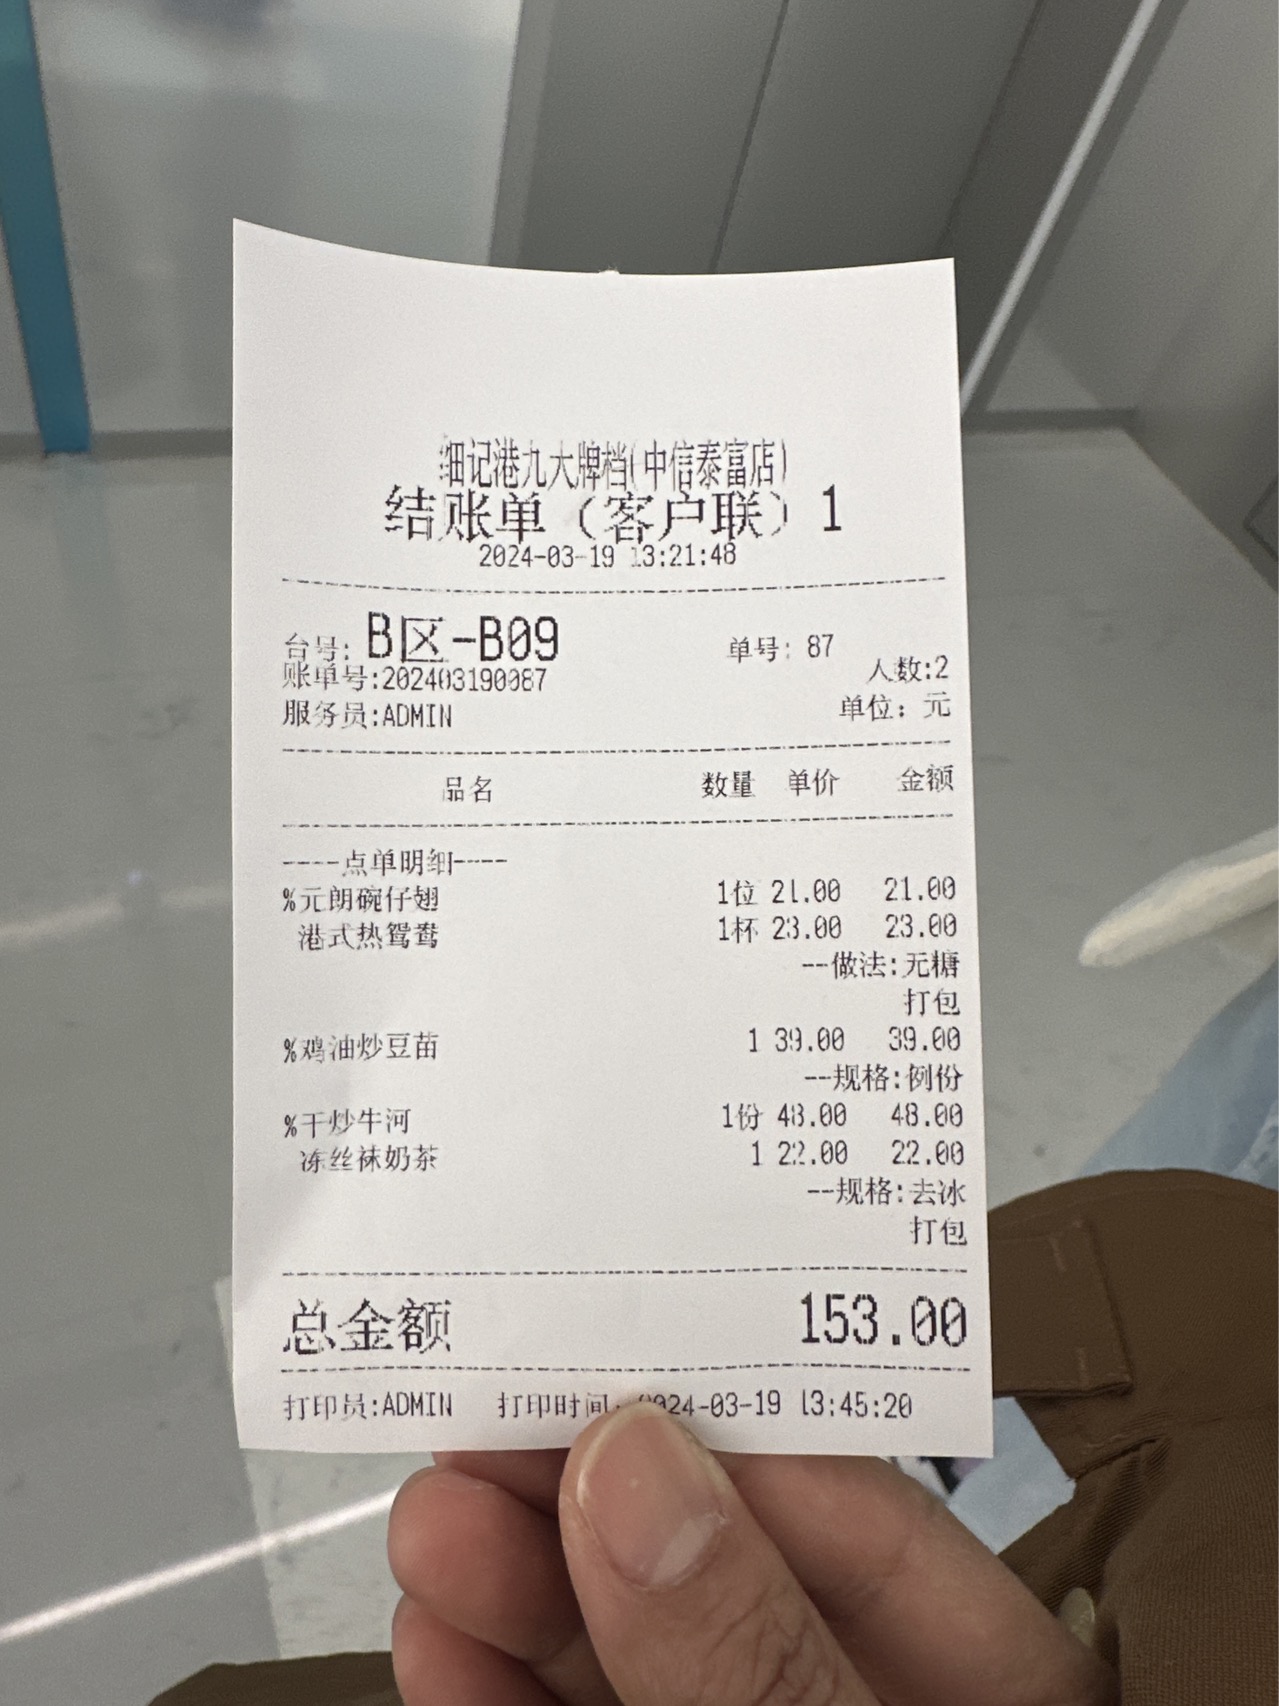 细记港九大牌档(中信泰富店)
结账单（客户联）1
2024-03-19 13:21:48
台号: B区-B09 单号: 87
账单号:202403190087 人数:2
服务员:ADMIN 单位: 元
品名 数量 单价 金额
----点单明细----
%元朗碗仔翅 1位 21.00 21.00
港式热鸳鸯 1杯 23.00 23.00
--做法:无糖
打包
%鸡油炒豆苗 1 39.00 39.00
--规格:例份
%干炒牛河 1份 48.00 48.00
冻丝袜奶茶 1 22.00 22.00
--规格:去冰
打包
总金额 153.00
打印员:ADMIN 打印时间: 2024-03-19 13:45:20